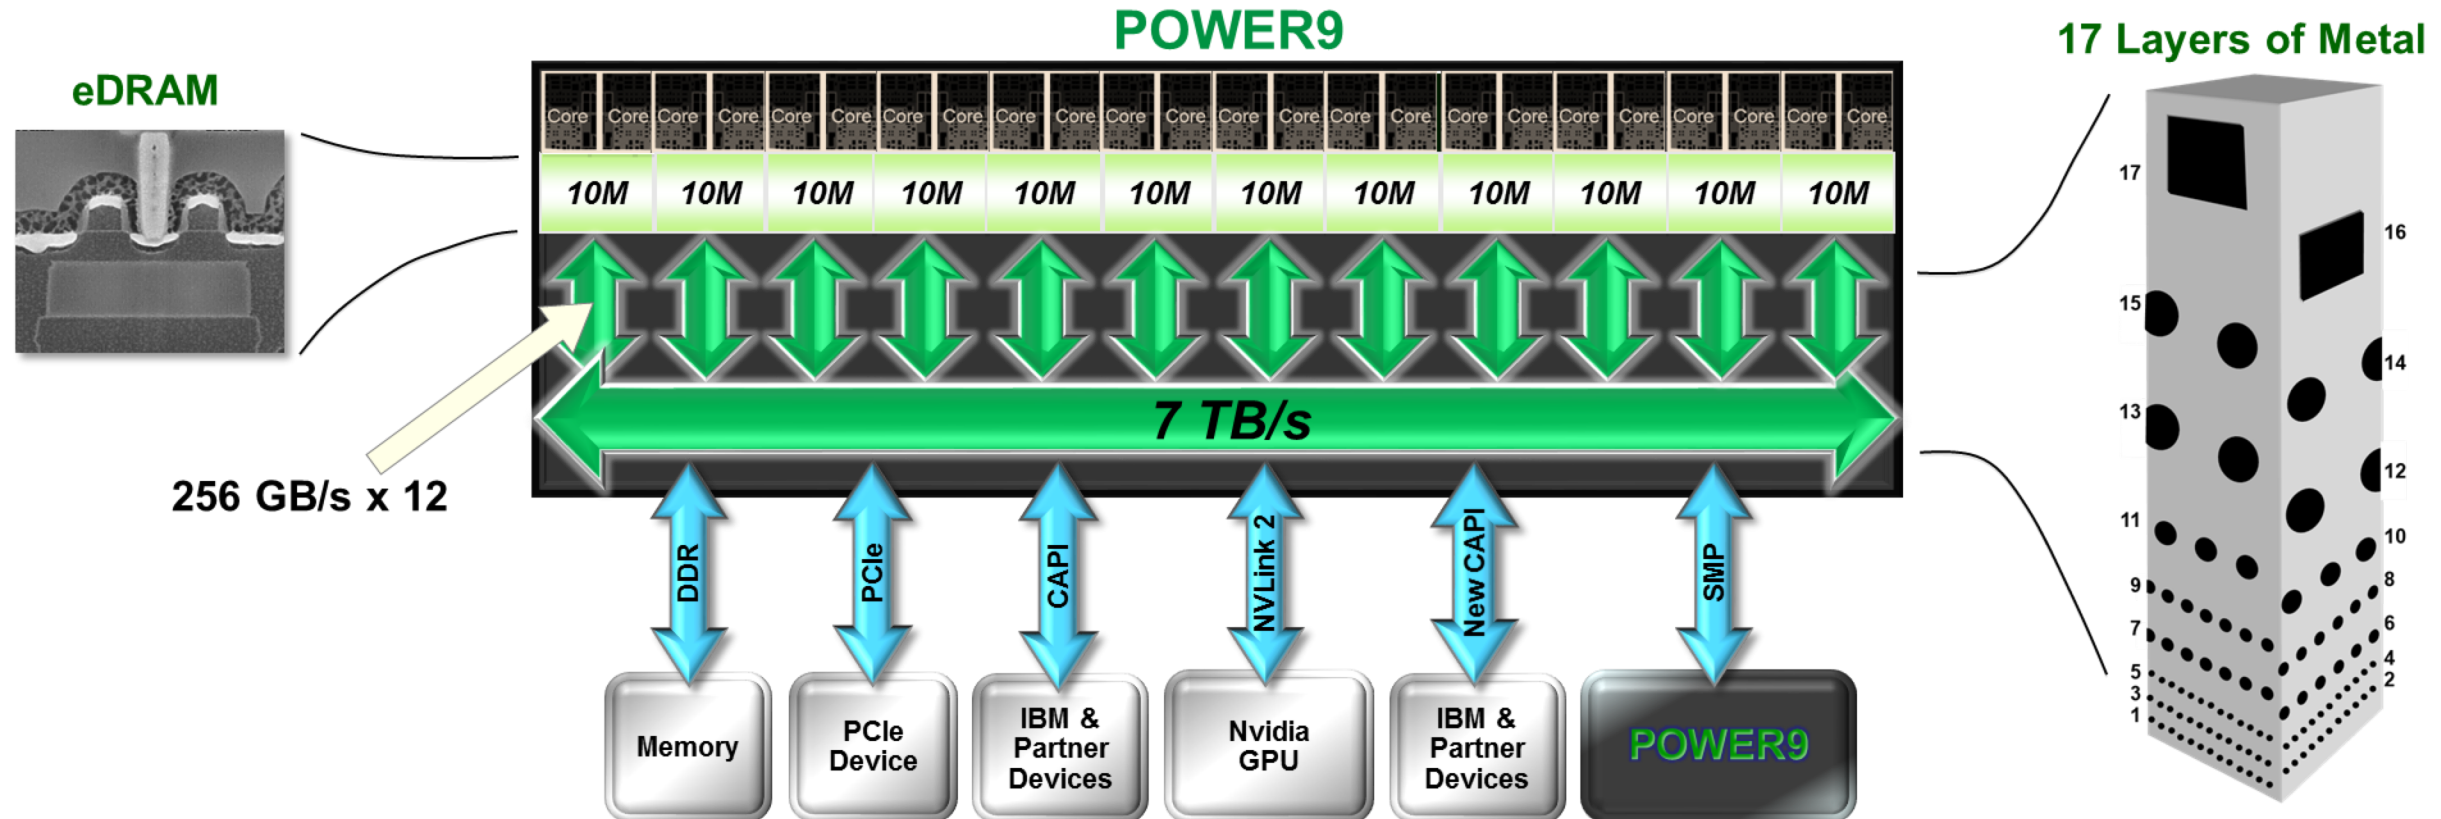 POWER9
17 Layers of Metal
eDRAM
Core Core Core Core Core Core Core Core Core Core Core Core Core Core Core Core Core Core Core Core Core Core Core Core
10M 10M 10M 10M 10M 10M 10M 10M 10M 10M 10M 10M
7 TB/s
256 GB/s x 12
DDR
PCIe
CAPI
NVLink 2
New CAPI
SMP
Memory
PCIe
Device
IBM &
Partner
Devices
Nvidia
GPU
IBM &
Partner
Devices
POWER9
17
16
15
14
13
12
11
10
9
8
7
6
5
4
3
2
1